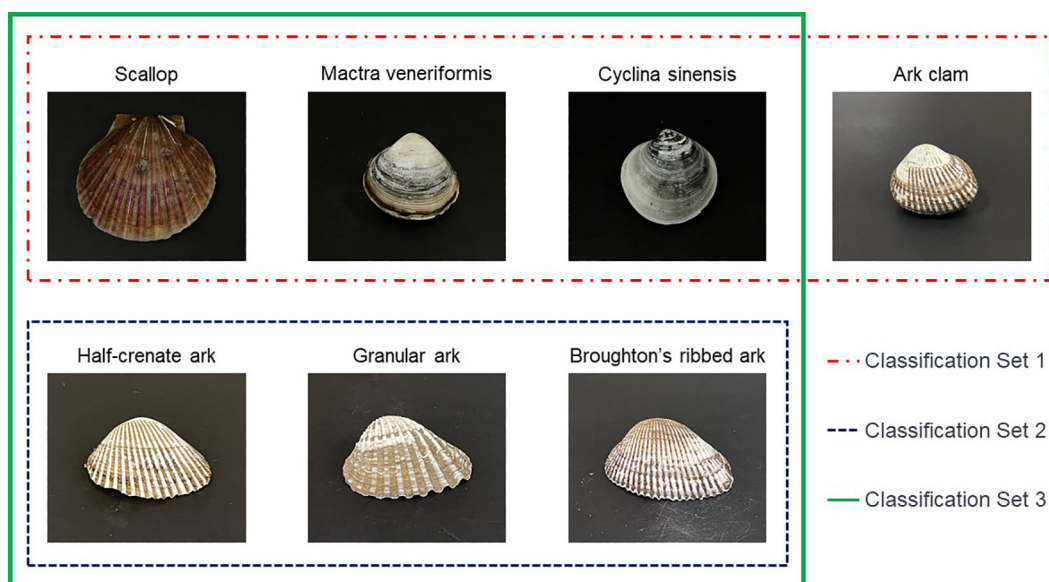 Scallop
Mactra veneriformis
Cyclina sinensis
Ark clam
Half-crenate ark
Granular ark
Broughton's ribbed ark
Classification Set 1
Classification Set 2
Classification Set 3